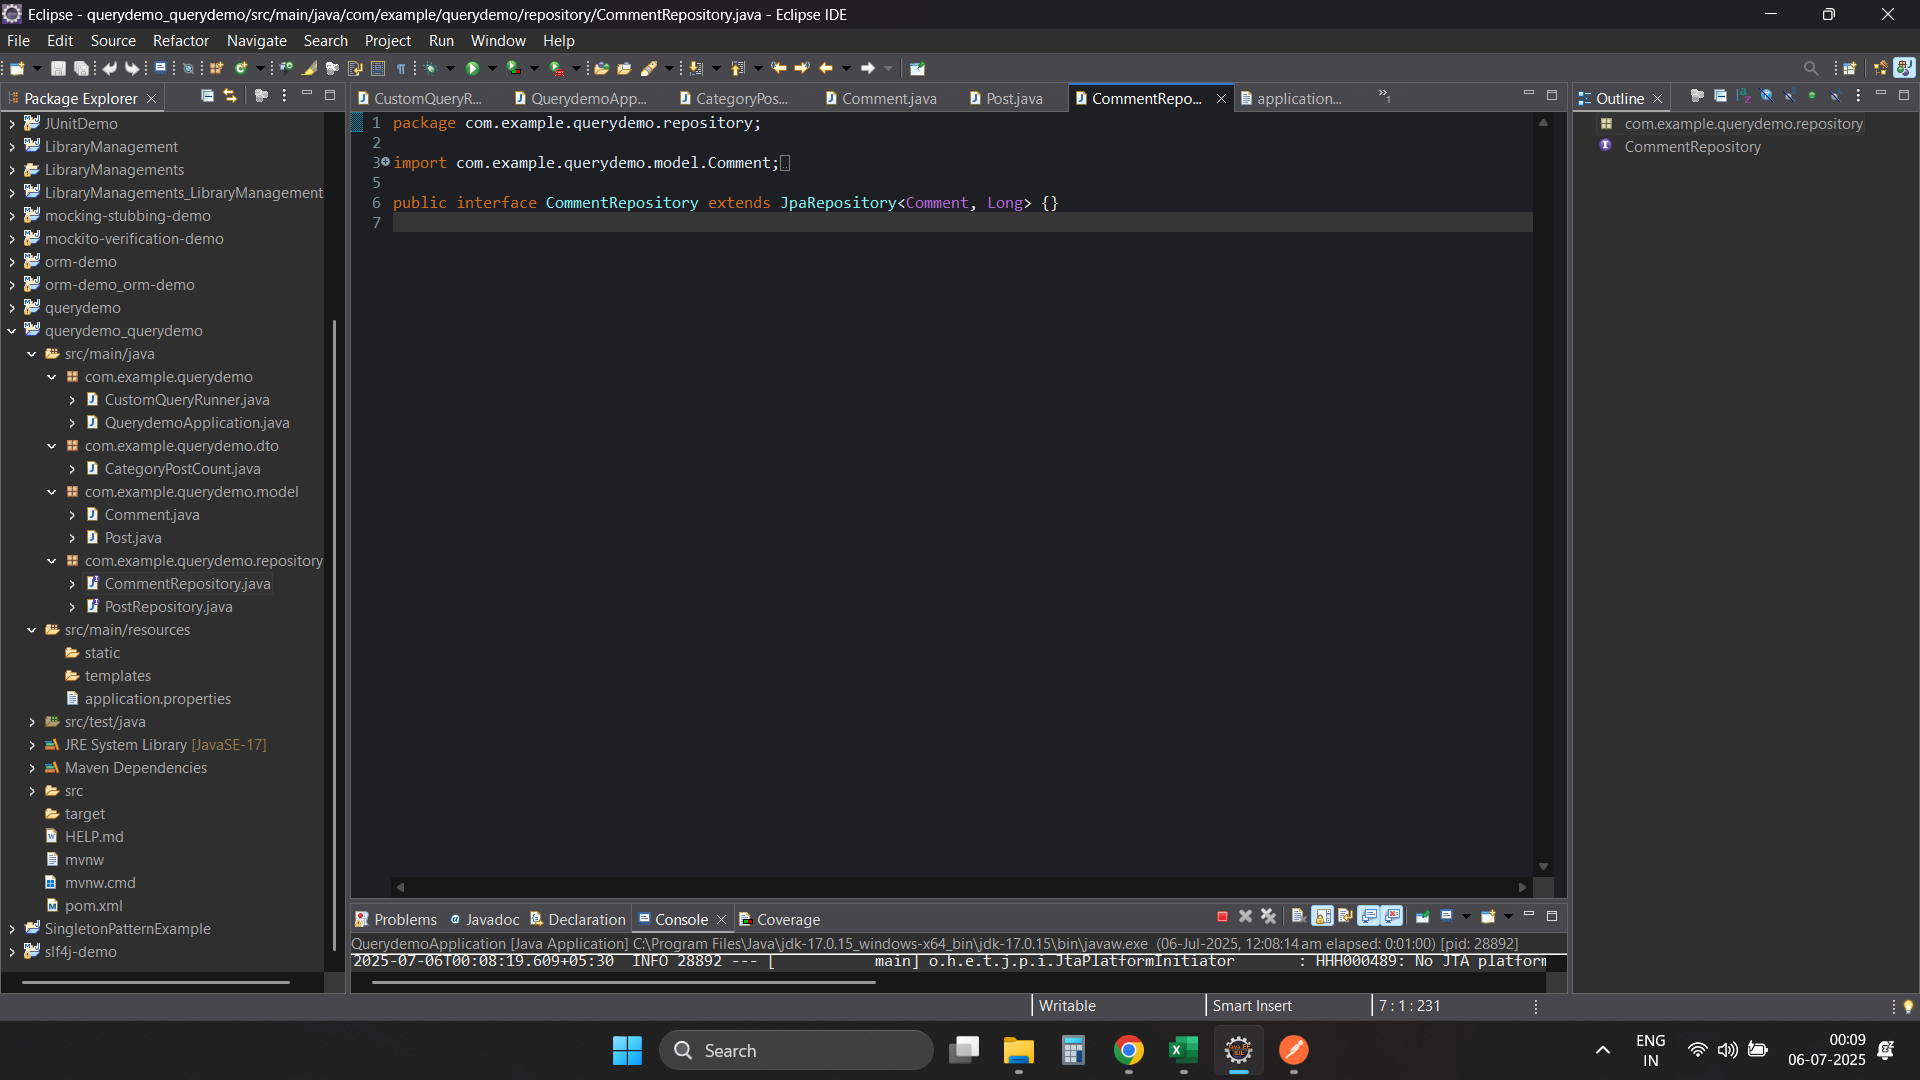 Eclipse - querydemo_querydemo/src/main/java/com/example/querydemo/repository/CommentRepository.java - Eclipse IDE
File Edit Source Refactor Navigate Search Project Run Window Help
Package Explorer
JUnitDemo
LibraryManagement
LibraryManagements
LibraryManagements_LibraryManagement
mocking-stubbing-demo
mockito-verification-demo
orm-demo
orm-demo_orm-demo
querydemo
querydemo_querydemo
src/main/java
com.example.querydemo
CustomQueryRunner.java
QuerydemoApplication.java
com.example.querydemo.dto
CategoryPostCount.java
com.example.querydemo.model
Comment.java
Post.java
com.example.querydemo.repository
CommentRepository.java
PostRepository.java
src/main/resources
static
templates
application.properties
src/test/java
JRE System Library [JavaSE-17]
Maven Dependencies
src
target
HELP.md
mvnw
mvnw.cmd
pom.xml
SingletonPatternExample
slf4j-demo
CustomQueryR... QuerydemoApp... CategoryPos... Comment.java Post.java CommentRepo... application... »1
1 package com.example.querydemo.repository;
2
3 import com.example.querydemo.model.Comment;
5
6 public interface CommentRepository extends JpaRepository<Comment, Long> {}
7
Outline
com.example.querydemo.repository
CommentRepository
Problems Javadoc Declaration Console Coverage
QuerydemoApplication [Java Application] C:\Program Files\Java\jdk-17.0.15_windows-x64_bin\jdk-17.0.15\bin\javaw.exe (06-Jul-2025, 12:08:14 am elapsed: 0:01:00) [pid: 28892]
2025-07-06T00:08:19.609+05:30 INFO 28892 --- [ main] o.h.e.t.j.p.i.JtaPlatformInitiator : HHH000489: No JTA platform
Writable Smart Insert 7 : 1 : 231
Search
ENG
IN
00:09
06-07-2025